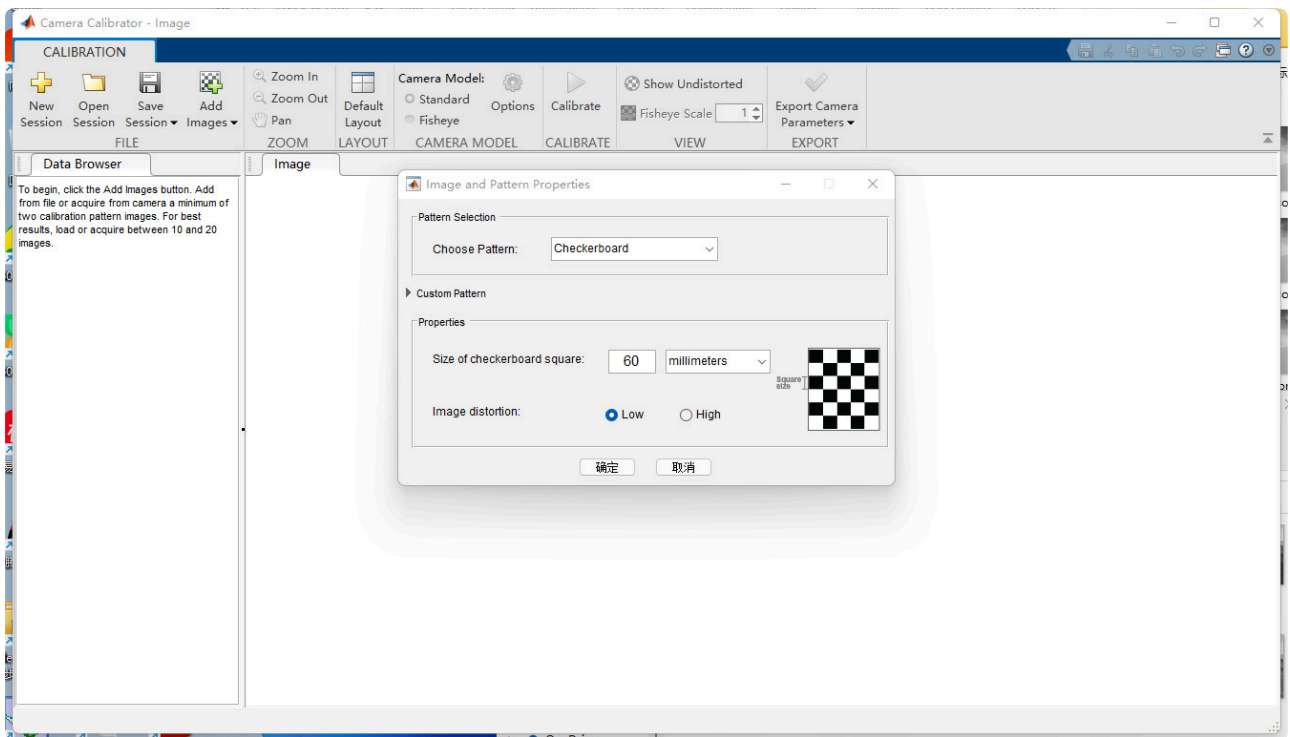 Camera Calibrator - Image
CALIBRATION
New Session
Open Session
Save Session
Add Images
FILE
Zoom In
Zoom Out
Pan
ZOOM
Default Layout
LAYOUT
Camera Model:
Standard
Fisheye
Options
CAMERA MODEL
Calibrate
CALIBRATE
Show Undistorted
Fisheye Scale 1
VIEW
Export Camera Parameters
EXPORT
Data Browser
Image
To begin, click the Add Images button. Add
from file or acquire from camera a minimum of
two calibration pattern images. For best
results, load or acquire between 10 and 20
images.
Image and Pattern Properties
Pattern Selection
Choose Pattern: Checkerboard
Custom Pattern
Properties
Size of checkerboard square: 60 millimeters
Square
size
Image distortion: Low High
确定 取消